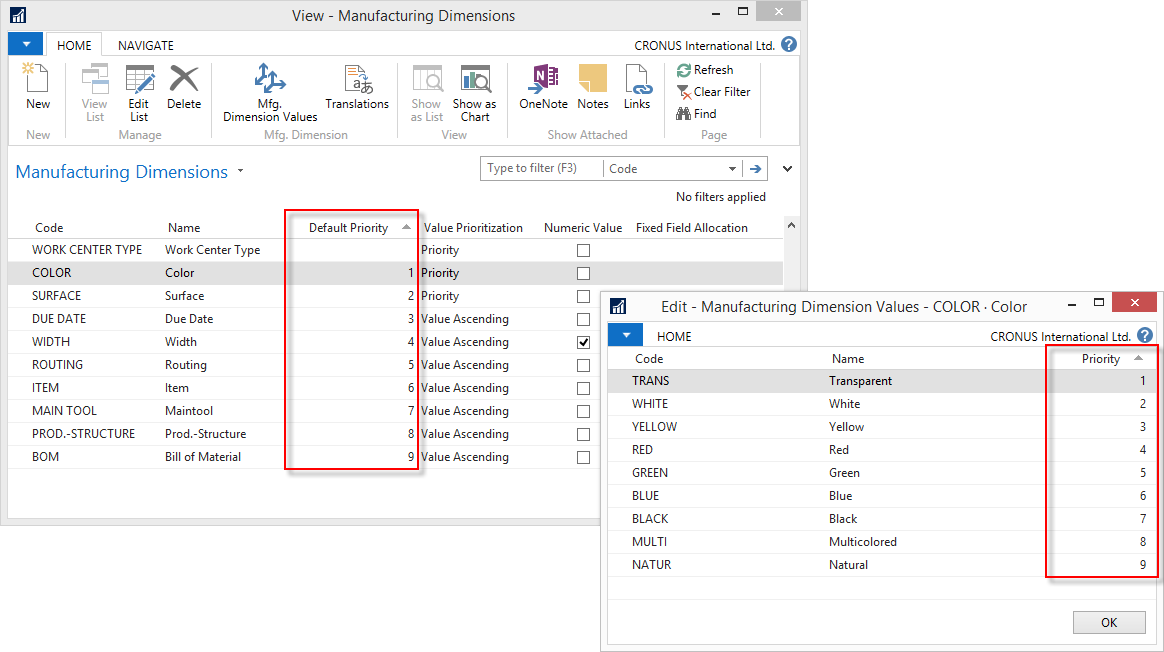 View - Manufacturing Dimensions
HOME NAVIGATE CRONUS International Ltd. ?
New View List Edit List Delete Mfg. Dimension Values Translations Show as List Show as Chart OneNote Notes Links Refresh Clear Filter Find
New Manage Mfg. Dimension View Show Attached Page
Manufacturing Dimensions Type to filter (F3) Code
No filters applied
Code Name Default Priority Value Prioritization Numeric Value Fixed Field Allocation
WORK CENTER TYPE Work Center Type Priority
COLOR Color 1 Priority
SURFACE Surface 2 Priority
DUE DATE Due Date 3 Value Ascending
WIDTH Width 4 Value Ascending
ROUTING Routing 5 Value Ascending
ITEM Item 6 Value Ascending
MAIN TOOL Maintool 7 Value Ascending
PROD.-STRUCTURE Prod.-Structure 8 Value Ascending
BOM Bill of Material 9 Value Ascending
Edit - Manufacturing Dimension Values - COLOR · Color
HOME CRONUS International Ltd. ?
Code Name Priority
TRANS Transparent 1
WHITE White 2
YELLOW Yellow 3
RED Red 4
GREEN Green 5
BLUE Blue 6
BLACK Black 7
MULTI Multicolored 8
NATUR Natural 9
OK